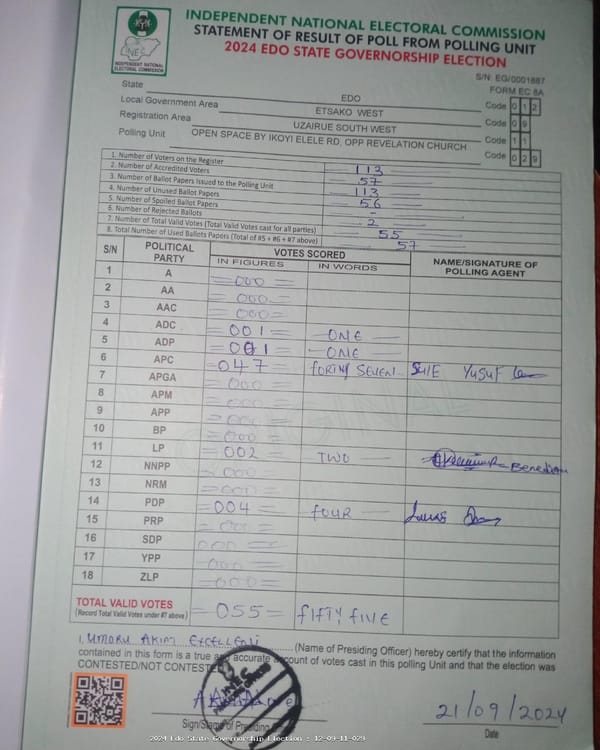 INDEPENDENT NATIONAL ELECTORAL COMMISSION
STATEMENT OF RESULT OF POLL FROM POLLING UNIT
2024 EDO STATE GOVERNORSHIP ELECTION
INEC
INDEPENDENT NATIONAL ELECTORAL COMMISSION
S/N: EG/0001887
FORM EC 8A
State EDO Code 0 1 2
Local Government Area ETSAKO WEST Code 0 9
Registration Area UZAIRUE SOUTH WEST Code 1 1
Polling Unit OPEN SPACE BY IKOYI ELELE RD, OPP REVELATION CHURCH Code 0 2 9
1. Number of Voters on the Register 113
2. Number of Accredited Voters 57
3. Number of Ballot Papers Issued to the Polling Unit 113
4. Number of Unused Ballot Papers 56
5. Number of Spoiled Ballot Papers -
6. Number of Rejected Ballots 2
7. Number of Total Valid Votes (Total Valid Votes cast for all parties) 55
8. Total Number of Used Ballots Papers (Total of #5 + #6 + #7 above) 57
S/N POLITICAL PARTY VOTES SCORED NAME/SIGNATURE OF POLLING AGENT
IN FIGURES IN WORDS
1 A 000
2 AA 000
3 AAC 000
4 ADC 001 ONE
5 ADP 001 ONE
6 APC 047 FORTY SEVEN YUSUF
7 APGA 000
8 APM 000
9 APP 000
10 BP 000
11 LP 002 TWO
12 NNPP 000
13 NRM 000
14 PDP 004 FOUR
15 PRP 000
16 SDP 000
17 YPP 000
18 ZLP 000
TOTAL VALID VOTES 055 FIFTY FIVE
(Record Total Valid Votes under #7 above)
I, UMORU AKIM EXCELLENT (Name of Presiding Officer) hereby certify that the information
contained in this form is a true and accurate account of votes cast in this polling Unit and that the election was
CONTESTED/NOT CONTESTED
Sign/Stamp of Presiding
21/09/2024
Date
2024 Edo State Governorship Election : 12-09-11-029